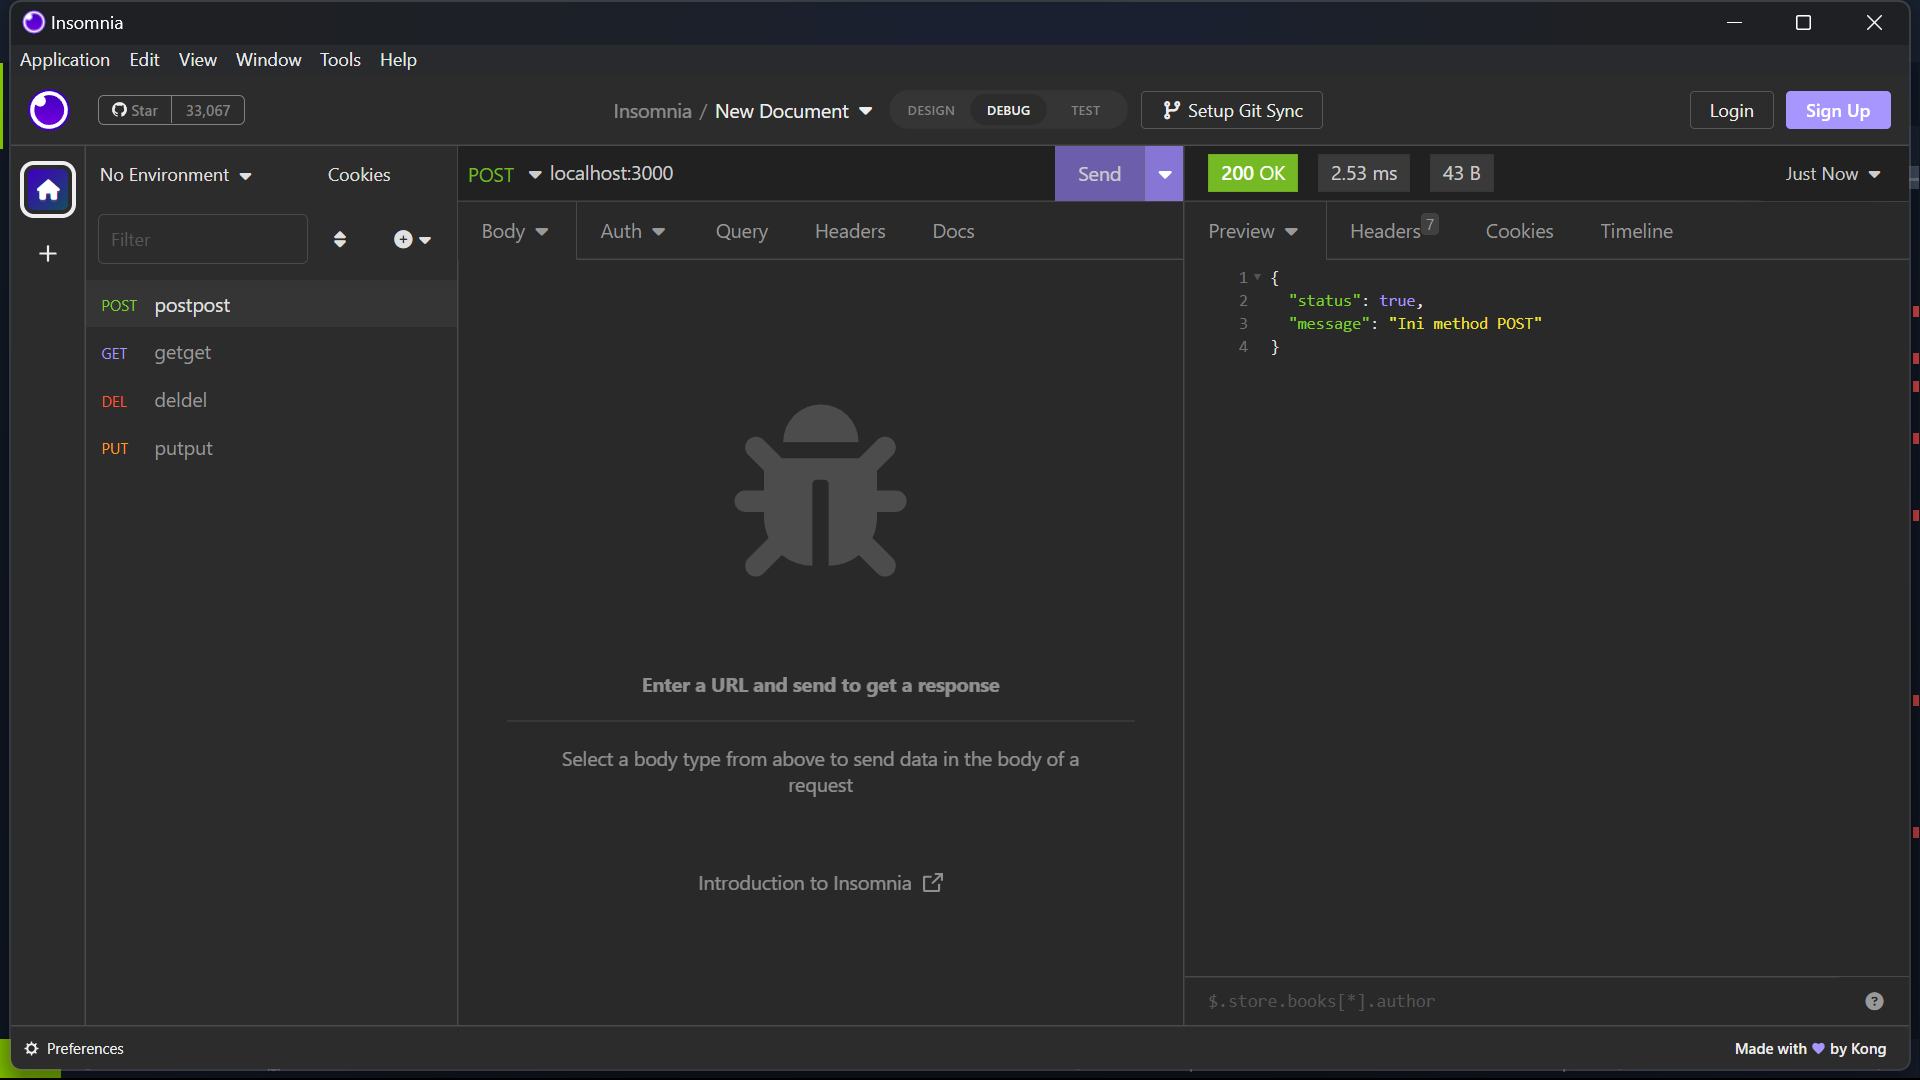 Insomnia
Application Edit View Window Tools Help
Star 33,067
Insomnia / New Document
DESIGN DEBUG TEST
Setup Git Sync
Login
Sign Up
No Environment
Cookies
Filter
POST postpost
GET getget
DEL deldel
PUT putput
POST localhost:3000
Send
Body Auth Query Headers Docs
Enter a URL and send to get a response
Select a body type from above to send data in the body of a
request
Introduction to Insomnia
200 OK 2.53 ms 43 B
Just Now
Preview Headers 7 Cookies Timeline
1 {
2 "status": true,
3 "message": "Ini method POST"
4 }
$.store.books[*].author
?
Preferences
Made with 💜 by Kong